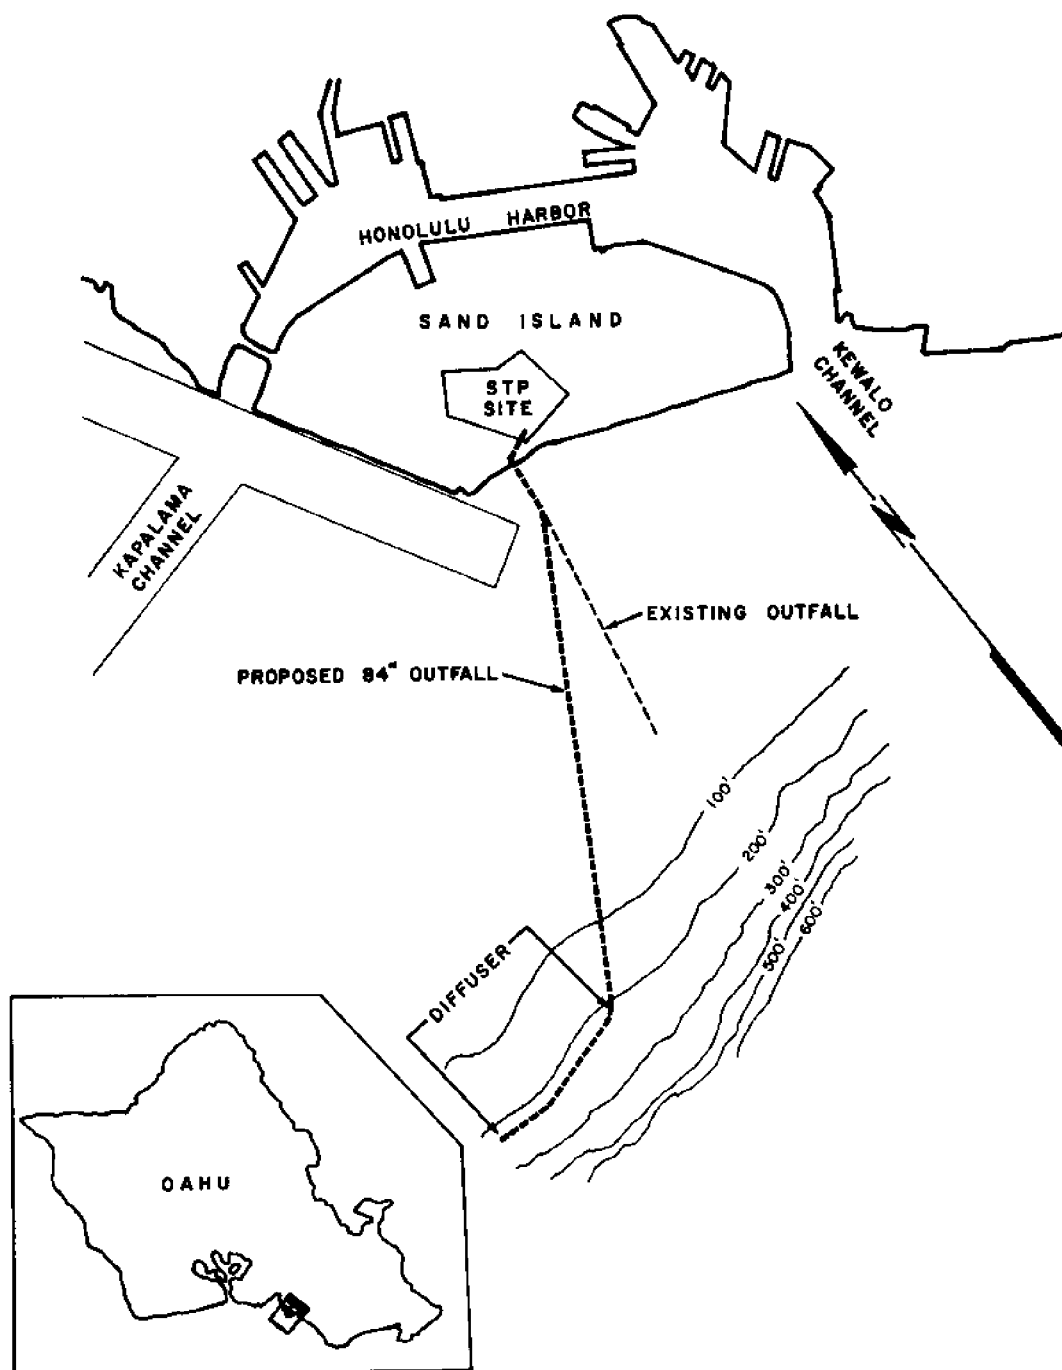 HONOLULU HARBOR
SAND ISLAND
STP
SITE
KEWALO
CHANNEL
KAPALAMA
CHANNEL
EXISTING OUTFALL
PROPOSED 84" OUTFALL
100'
200'
300'
400'
500'
600'
DIFFUSER
OAHU